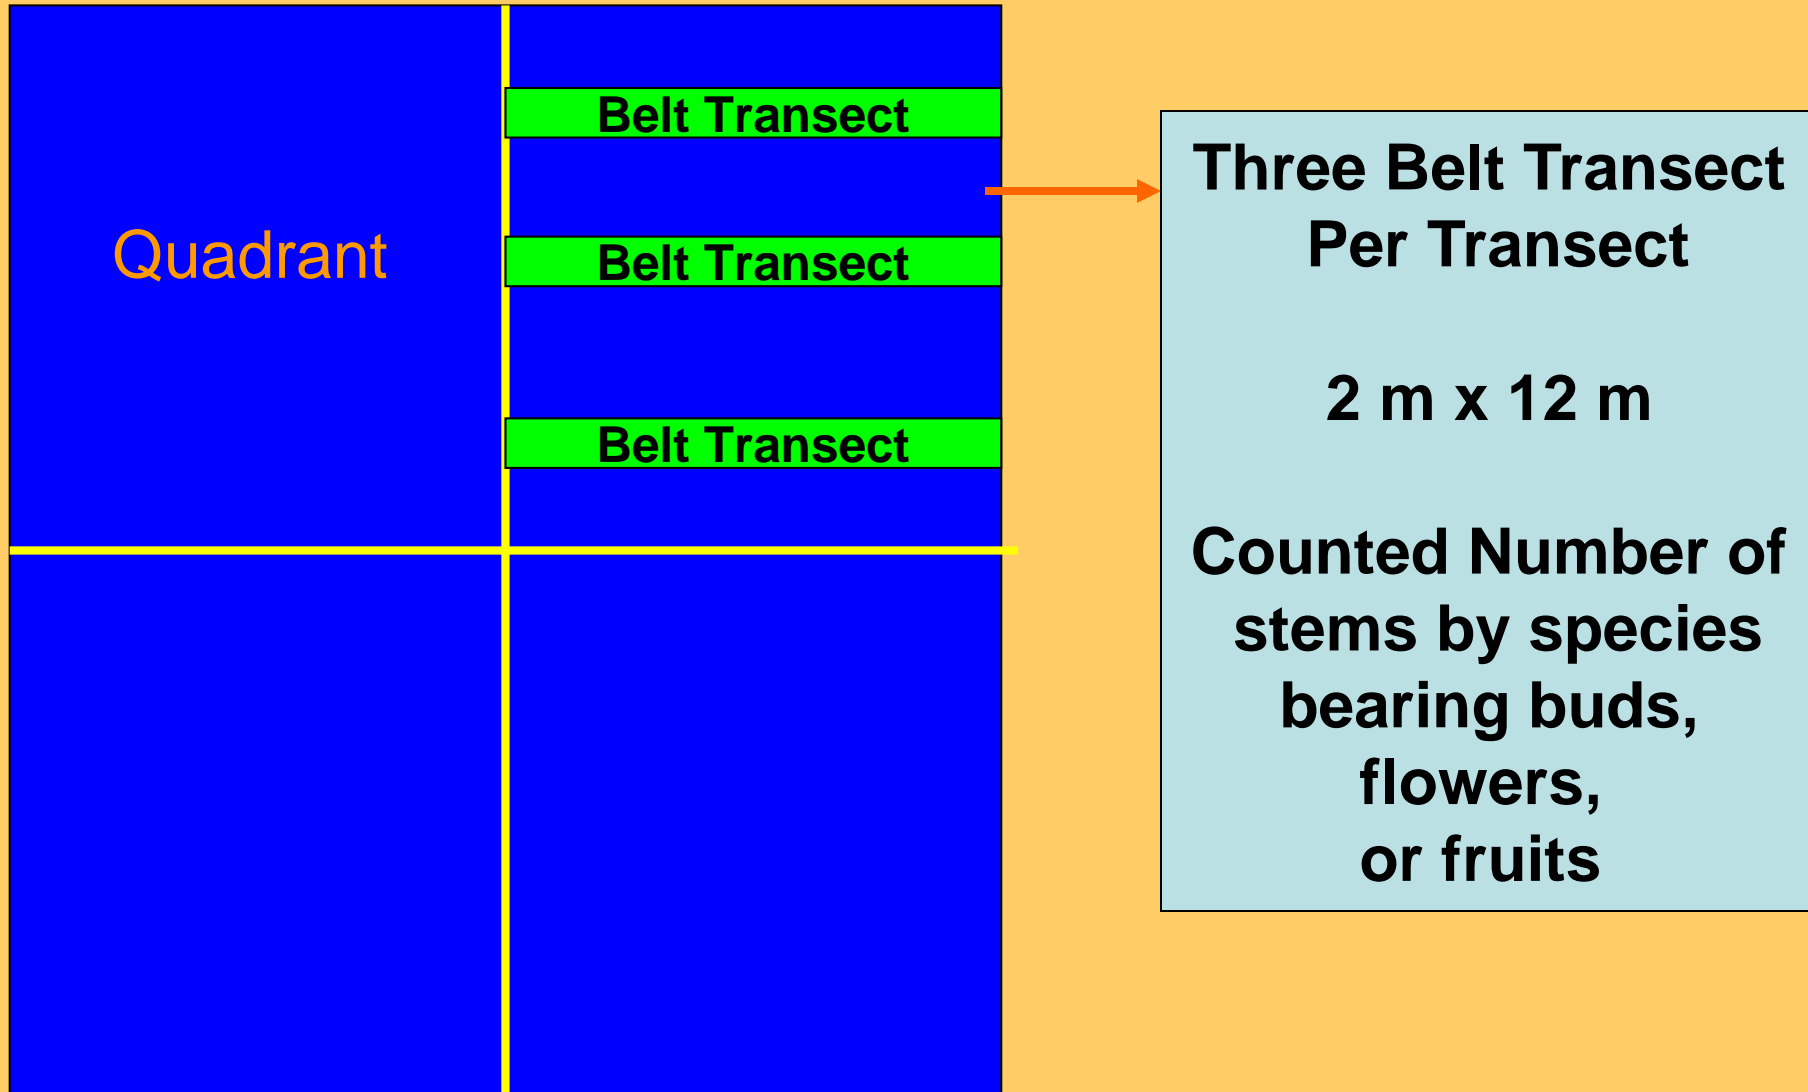 Quadrant
Belt Transect
Belt Transect
Belt Transect
Three Belt Transect
Per Transect
2 m x 12 m
Counted Number of
stems by species
bearing buds,
flowers,
or fruits